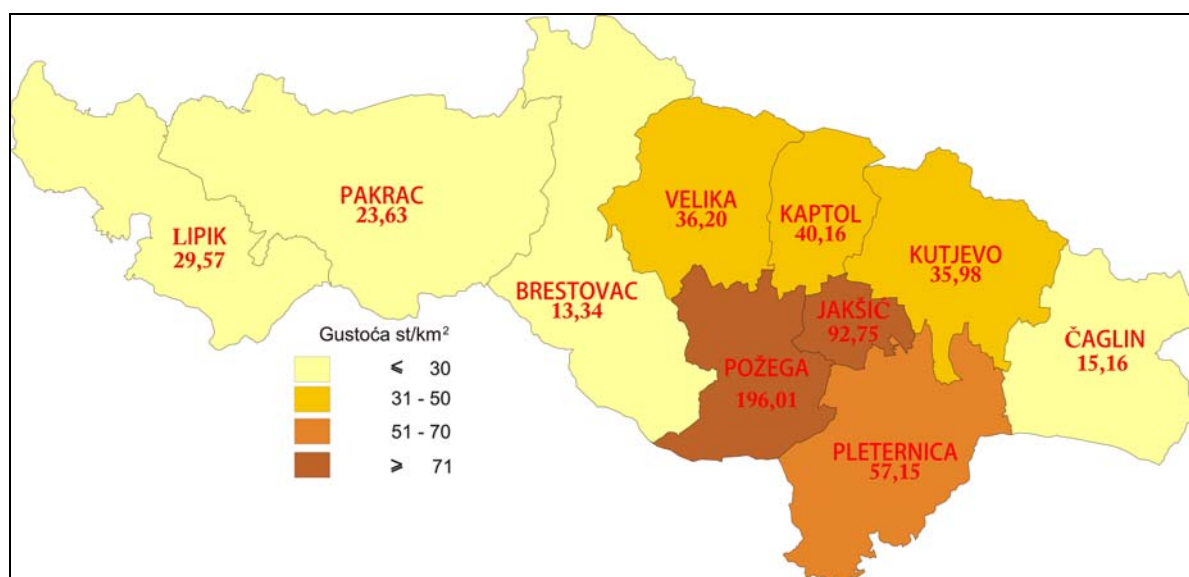 PAKRAC
23,63
LIPIK
29,57
BRESTOVAC
13,34
VELIKA
36,20
KAPTOL
40,16
KUTJEVO
35,98
JAKŠIĆ
92,75
POŽEGA
196,01
PLETERNICA
57,15
ČAGLIN
15,16
Gustoća st/km²
≤ 30
31 - 50
51 - 70
≥ 71